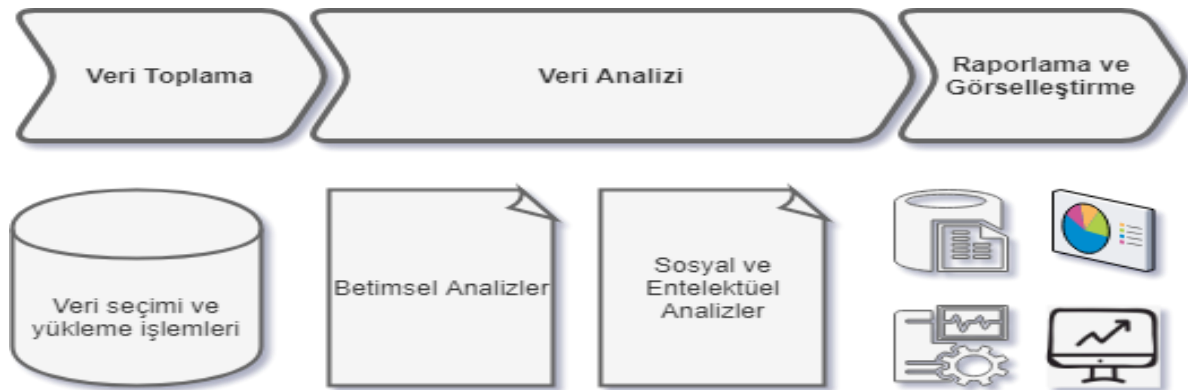 Veri Toplama
Veri Analizi
Raporlama ve
Görselleştirme
Veri seçimi ve
yükleme işlemleri
Betimsel Analizler
Sosyal ve
Entelektüel
Analizler